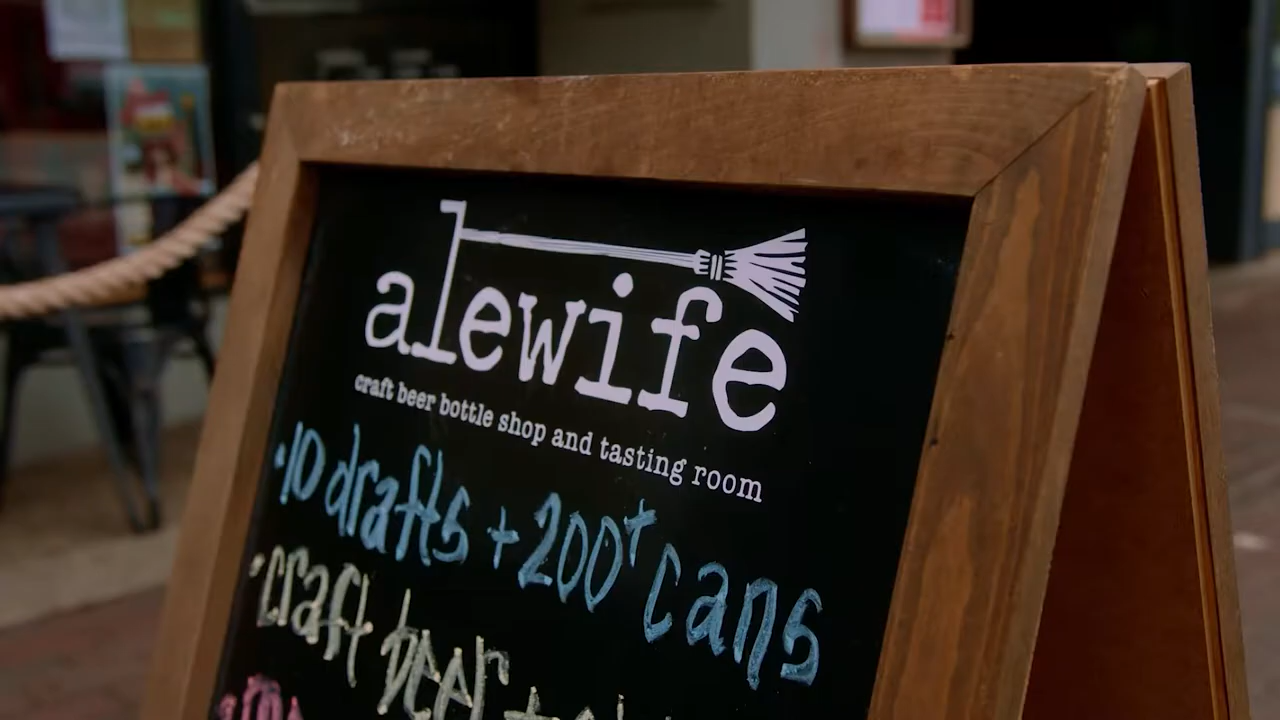 alewife
craft beer bottle shop and tasting room
·10 drafts + 200+ cans
·craft beer +